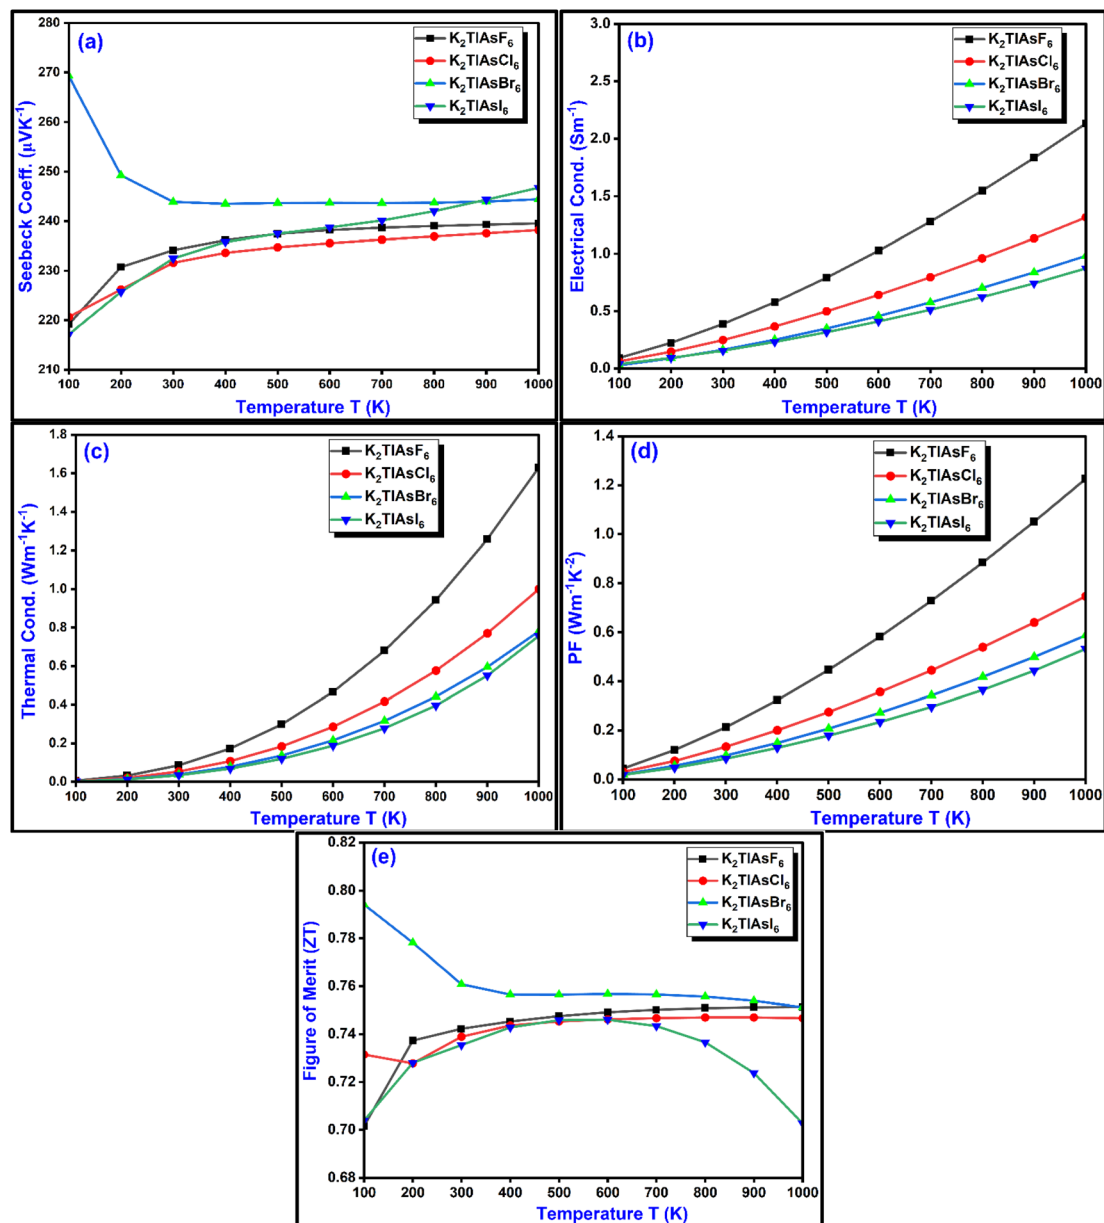 (a)
K₂TlAsF₆
K₂TlAsCl₆
K₂TlAsBr₆
K₂TlAsI₆
Seebeck Coeff. (μVK⁻¹)
280
270
260
250
240
230
220
210
100 200 300 400 500 600 700 800 900 1000
Temperature T (K)
(b)
K₂TlAsF₆
K₂TlAsCl₆
K₂TlAsBr₆
K₂TlAsI₆
Electrical Cond. (Sm⁻¹)
3.0
2.5
2.0
1.5
1.0
0.5
0.0
100 200 300 400 500 600 700 800 900 1000
Temperature T (K)
(c)
K₂TlAsF₆
K₂TlAsCl₆
K₂TlAsBr₆
K₂TlAsI₆
Thermal Cond. (Wm⁻¹K⁻¹)
1.8
1.6
1.4
1.2
1.0
0.8
0.6
0.4
0.2
0.0
100 200 300 400 500 600 700 800 900 1000
Temperature T (K)
(d)
K₂TlAsF₆
K₂TlAsCl₆
K₂TlAsBr₆
K₂TlAsI₆
PF (Wm⁻¹K⁻²)
1.4
1.2
1.0
0.8
0.6
0.4
0.2
0.0
100 200 300 400 500 600 700 800 900 1000
Temperature T (K)
(e)
K₂TlAsF₆
K₂TlAsCl₆
K₂TlAsBr₆
K₂TlAsI₆
Figure of Merit (ZT)
0.82
0.80
0.78
0.76
0.74
0.72
0.70
0.68
100 200 300 400 500 600 700 800 900 1000
Temperature T (K)